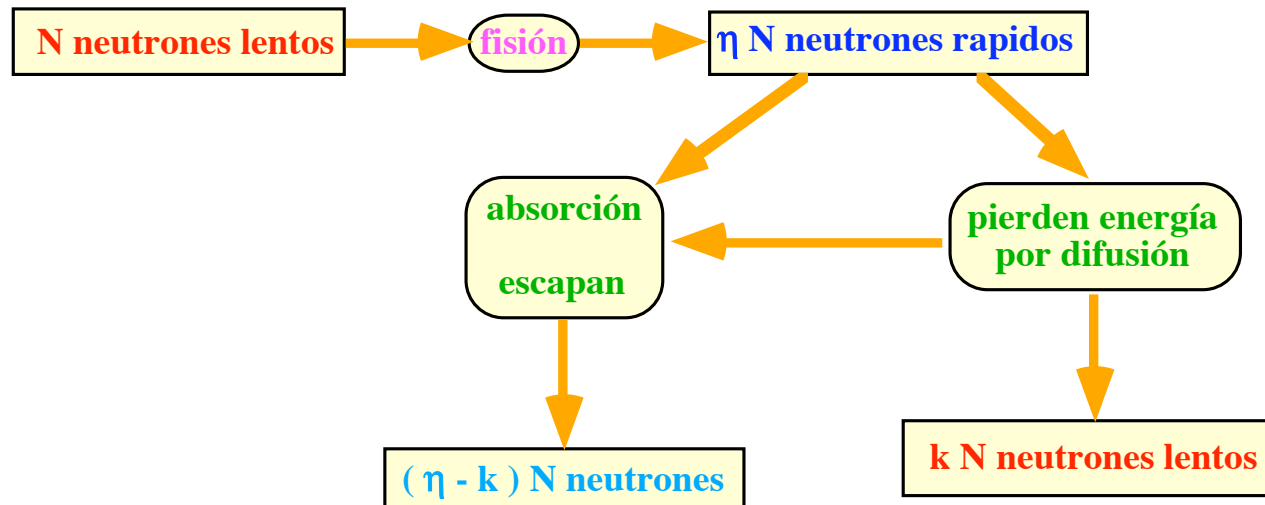 N neutrones lentos
fisión
η N neutrones rapidos
absorción
escapan
pierden energía
por difusión
( η - k ) N neutrones
k N neutrones lentos